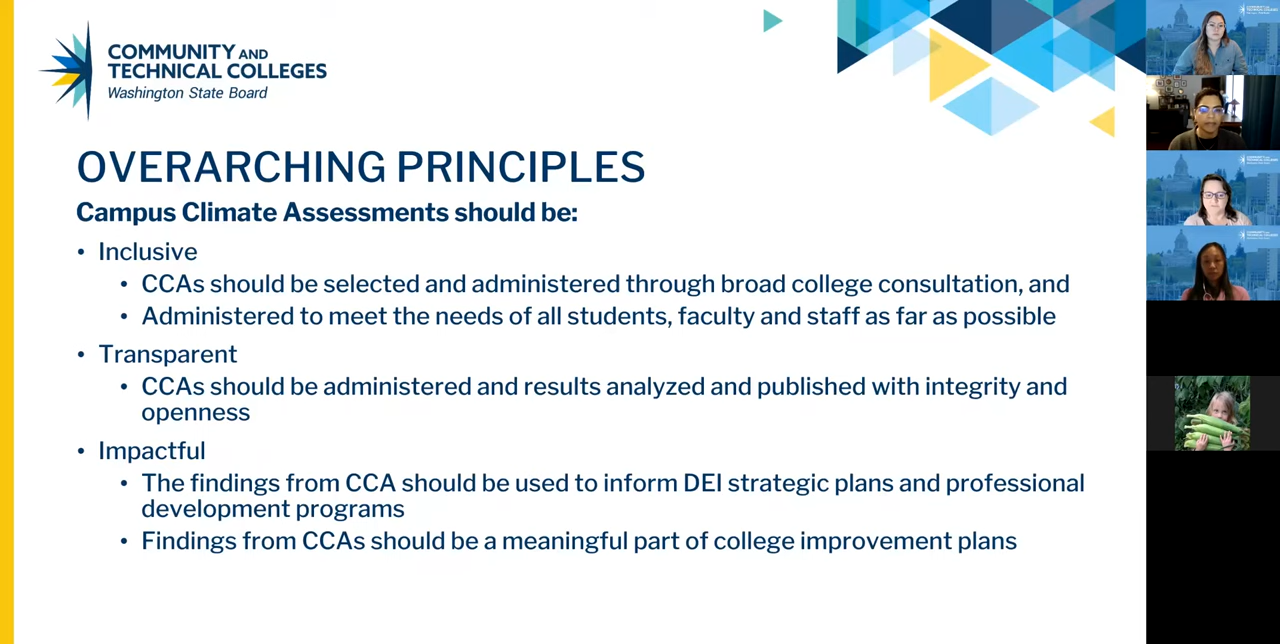 COMMUNITY AND
TECHNICAL COLLEGES
Washington State Board
OVERARCHING PRINCIPLES
Campus Climate Assessments should be:
• Inclusive
• CCAs should be selected and administered through broad college consultation, and
• Administered to meet the needs of all students, faculty and staff as far as possible
• Transparent
• CCAs should be administered and results analyzed and published with integrity and
openness
• Impactful
• The findings from CCA should be used to inform DEI strategic plans and professional
development programs
• Findings from CCAs should be a meaningful part of college improvement plans